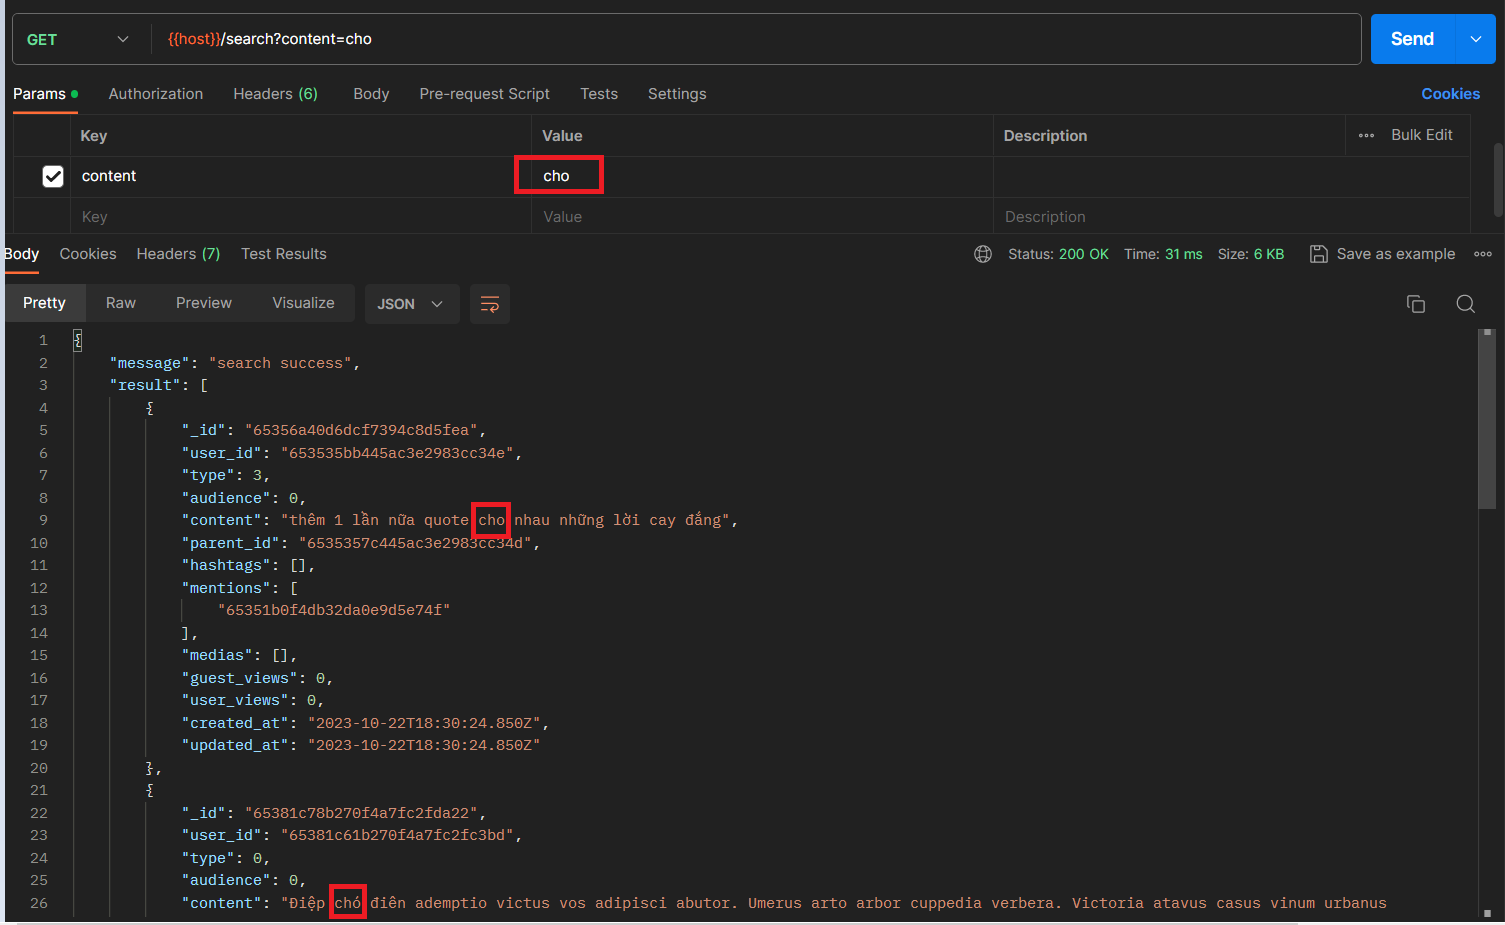 GET {{host}}/search?content=cho Send
Params Authorization Headers (6) Body Pre-request Script Tests Settings Cookies
Key Value Description Bulk Edit
content cho
Key Value Description
Body Cookies Headers (7) Test Results Status: 200 OK Time: 31 ms Size: 6 KB Save as example
Pretty Raw Preview Visualize JSON
1 {
2 "message": "search success",
3 "result": [
4 {
5 "_id": "65356a40d6dcf7394c8d5fea",
6 "user_id": "653535bb445ac3e2983cc34e",
7 "type": 3,
8 "audience": 0,
9 "content": "thêm 1 lần nữa quote cho nhau những lời cay đắng",
10 "parent_id": "6535357c445ac3e2983cc34d",
11 "hashtags": [],
12 "mentions": [
13 "65351b0f4db32da0e9d5e74f"
14 ],
15 "medias": [],
16 "guest_views": 0,
17 "user_views": 0,
18 "created_at": "2023-10-22T18:30:24.850Z",
19 "updated_at": "2023-10-22T18:30:24.850Z"
20 },
21 {
22 "_id": "65381c78b270f4a7fc2fda22",
23 "user_id": "65381c61b270f4a7fc2fc3bd",
24 "type": 0,
25 "audience": 0,
26 "content": "Điệp chó điên ademptio victus vos adipisci abutor. Umerus arto arbor cuppedia verbera. Victoria atavus casus vinum urbanus